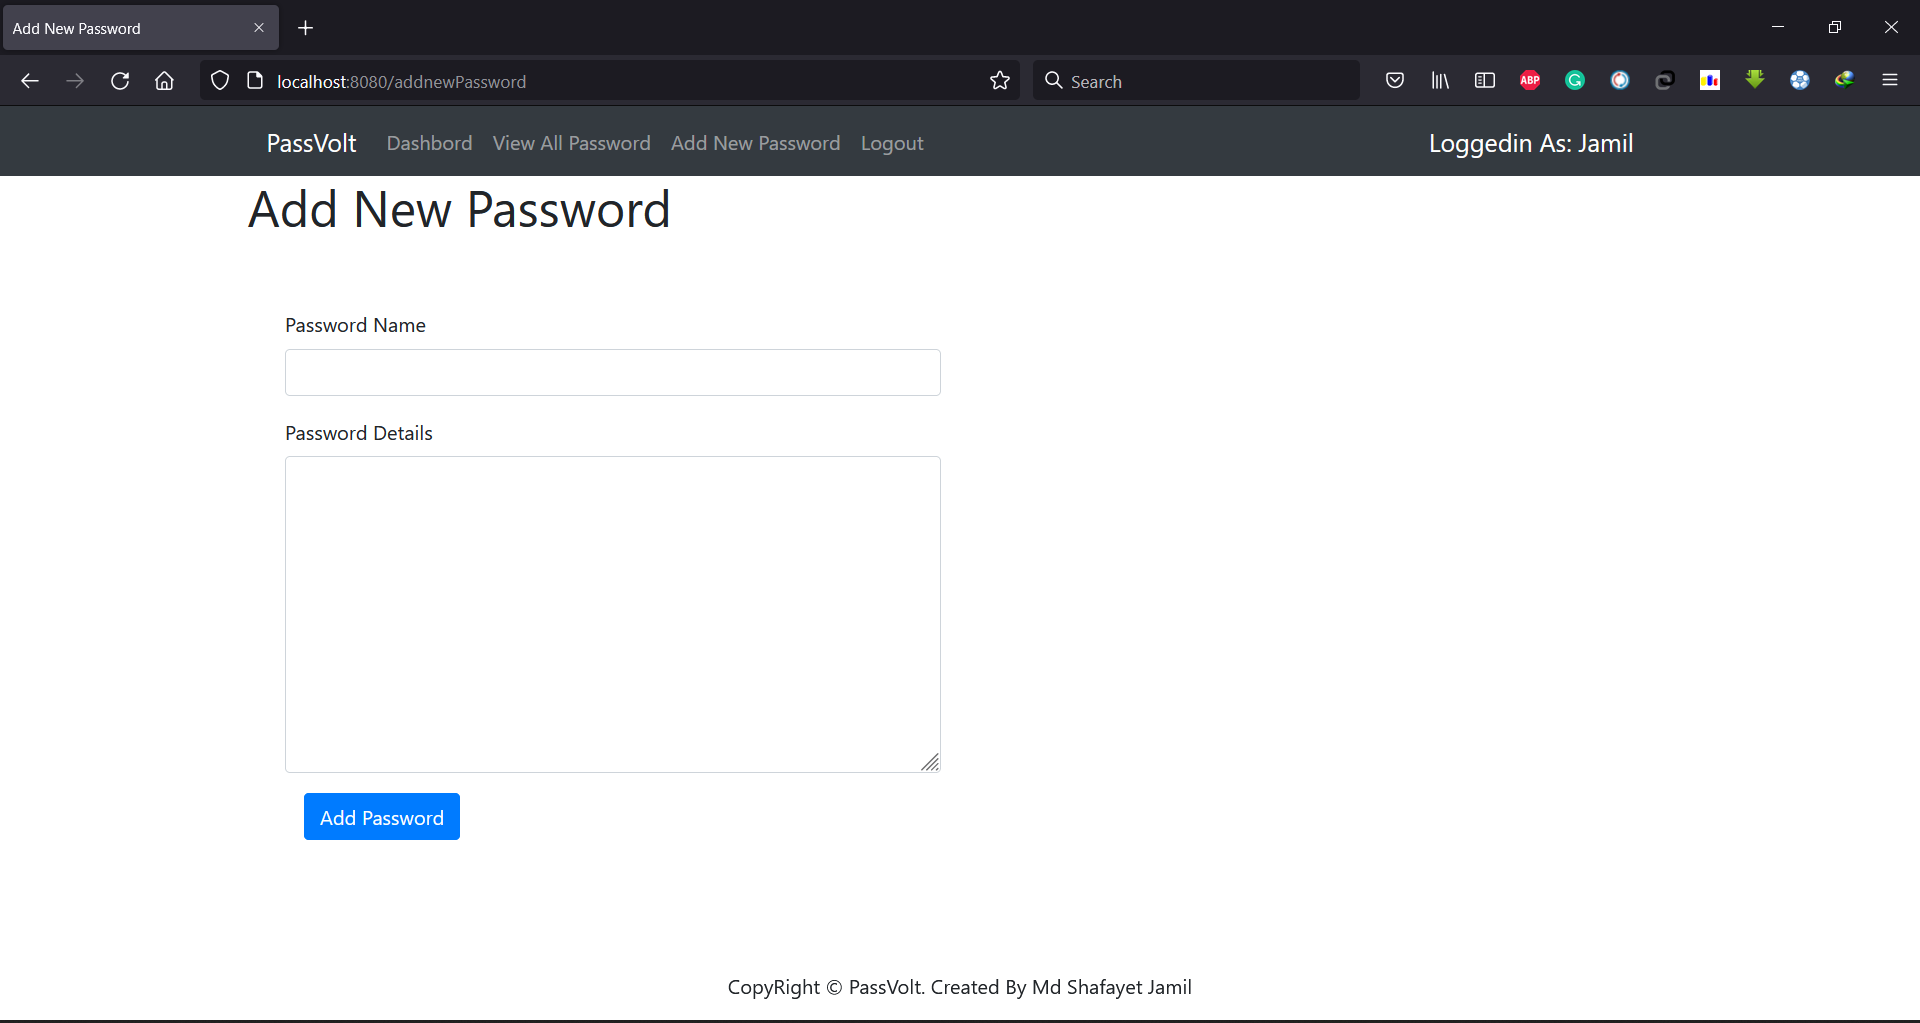 Add New Password
localhost:8080/addnewPassword
Search
ABP
PassVolt Dashbord View All Password Add New Password Logout Loggedin As: Jamil
Add New Password
Password Name
Password Details
Add Password
CopyRight © PassVolt. Created By Md Shafayet Jamil